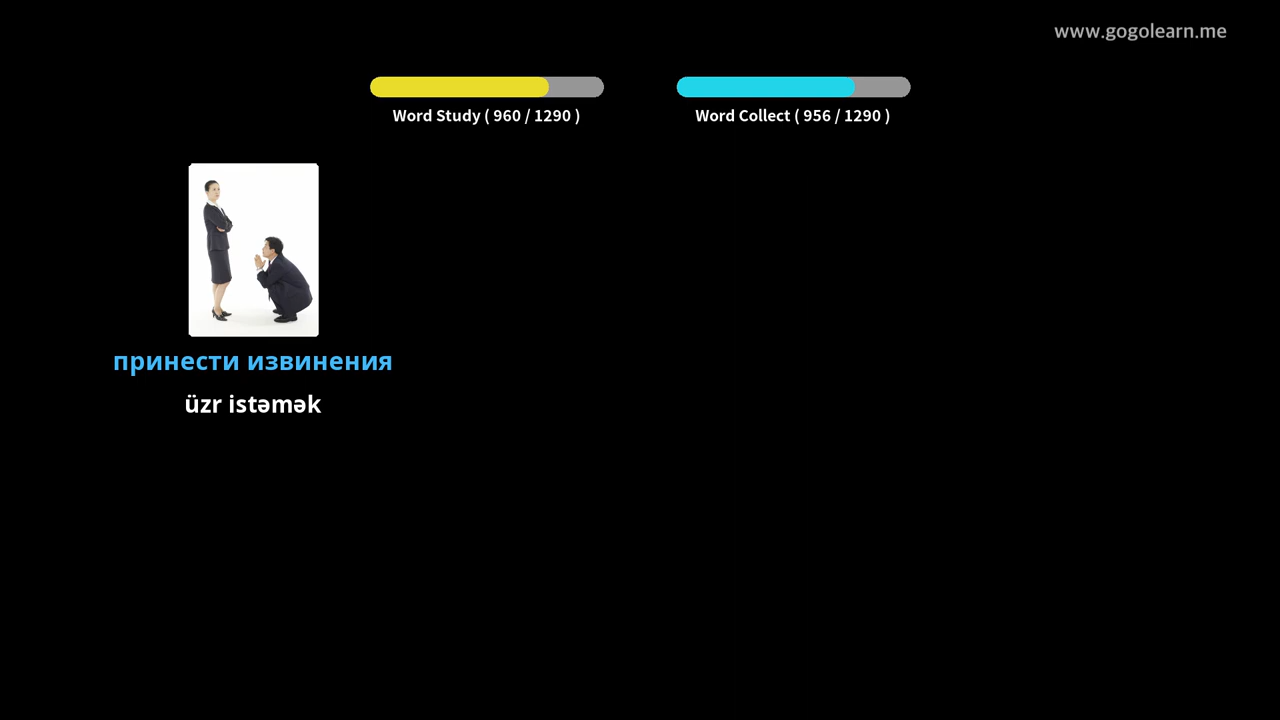 www.gogolearn.me
Word Study ( 960 / 1290 )
Word Collect ( 956 / 1290 )
принести извинения
üzr istəmək